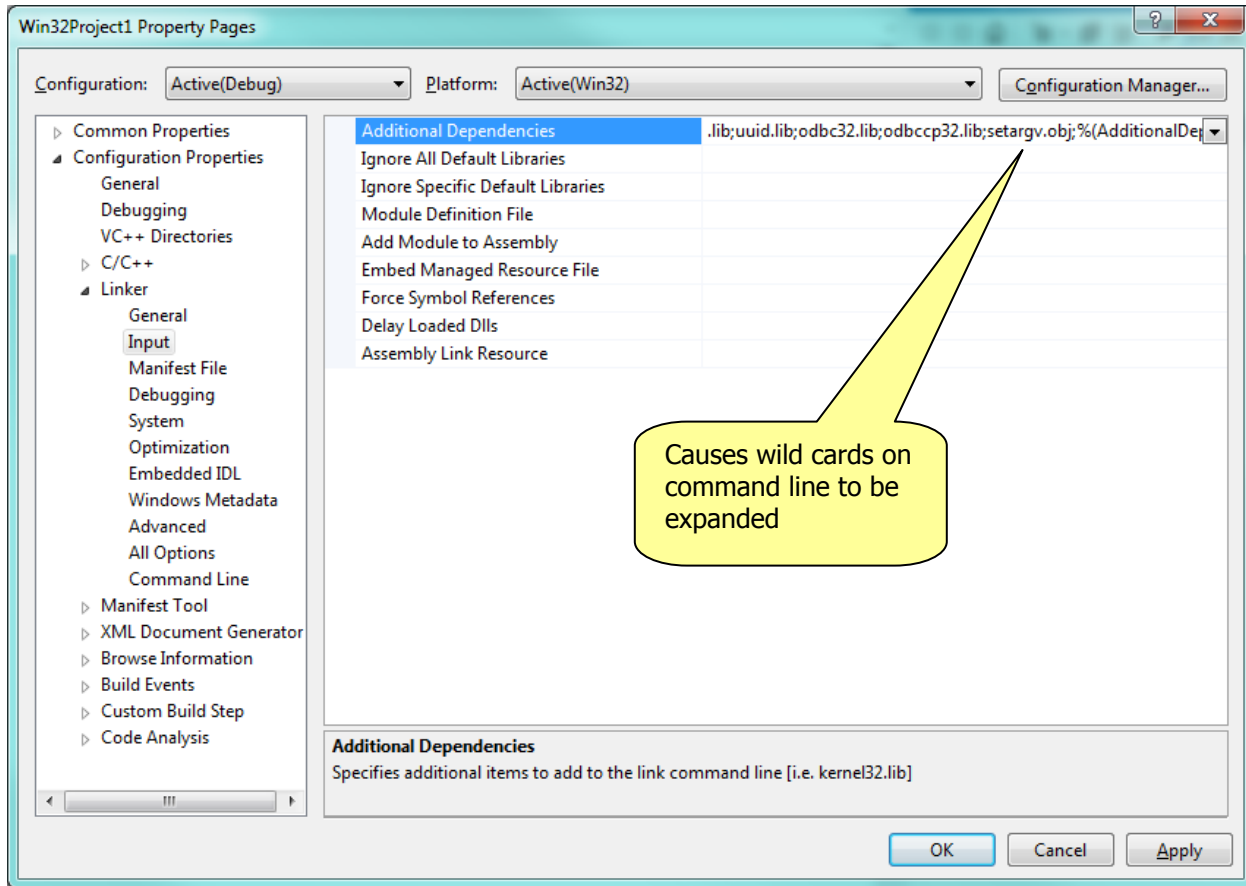 Win32Project1 Property Pages
Configuration: Active(Debug) Platform: Active(Win32) Configuration Manager...
Common Properties
Configuration Properties
General
Debugging
VC++ Directories
C/C++
Linker
General
Input
Manifest File
Debugging
System
Optimization
Embedded IDL
Windows Metadata
Advanced
All Options
Command Line
Manifest Tool
XML Document Generator
Browse Information
Build Events
Custom Build Step
Code Analysis
Additional Dependencies .lib;uuid.lib;odbc32.lib;odbccp32.lib;setargv.obj;%(AdditionalDep
Ignore All Default Libraries
Ignore Specific Default Libraries
Module Definition File
Add Module to Assembly
Embed Managed Resource File
Force Symbol References
Delay Loaded Dlls
Assembly Link Resource
Causes wild cards on
command line to be
expanded
Additional Dependencies
Specifies additional items to add to the link command line [i.e. kernel32.lib]
OK Cancel Apply